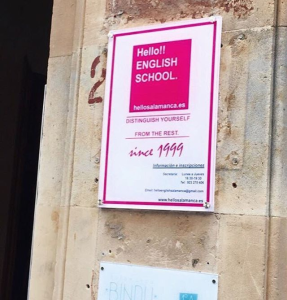 2
Hello!!
ENGLISH
SCHOOL.
hellosalamanca.es
DISTINGUISH YOURSELF
FROM THE REST.
since 1999
Información e inscripciones
www.hellosalamanca.es